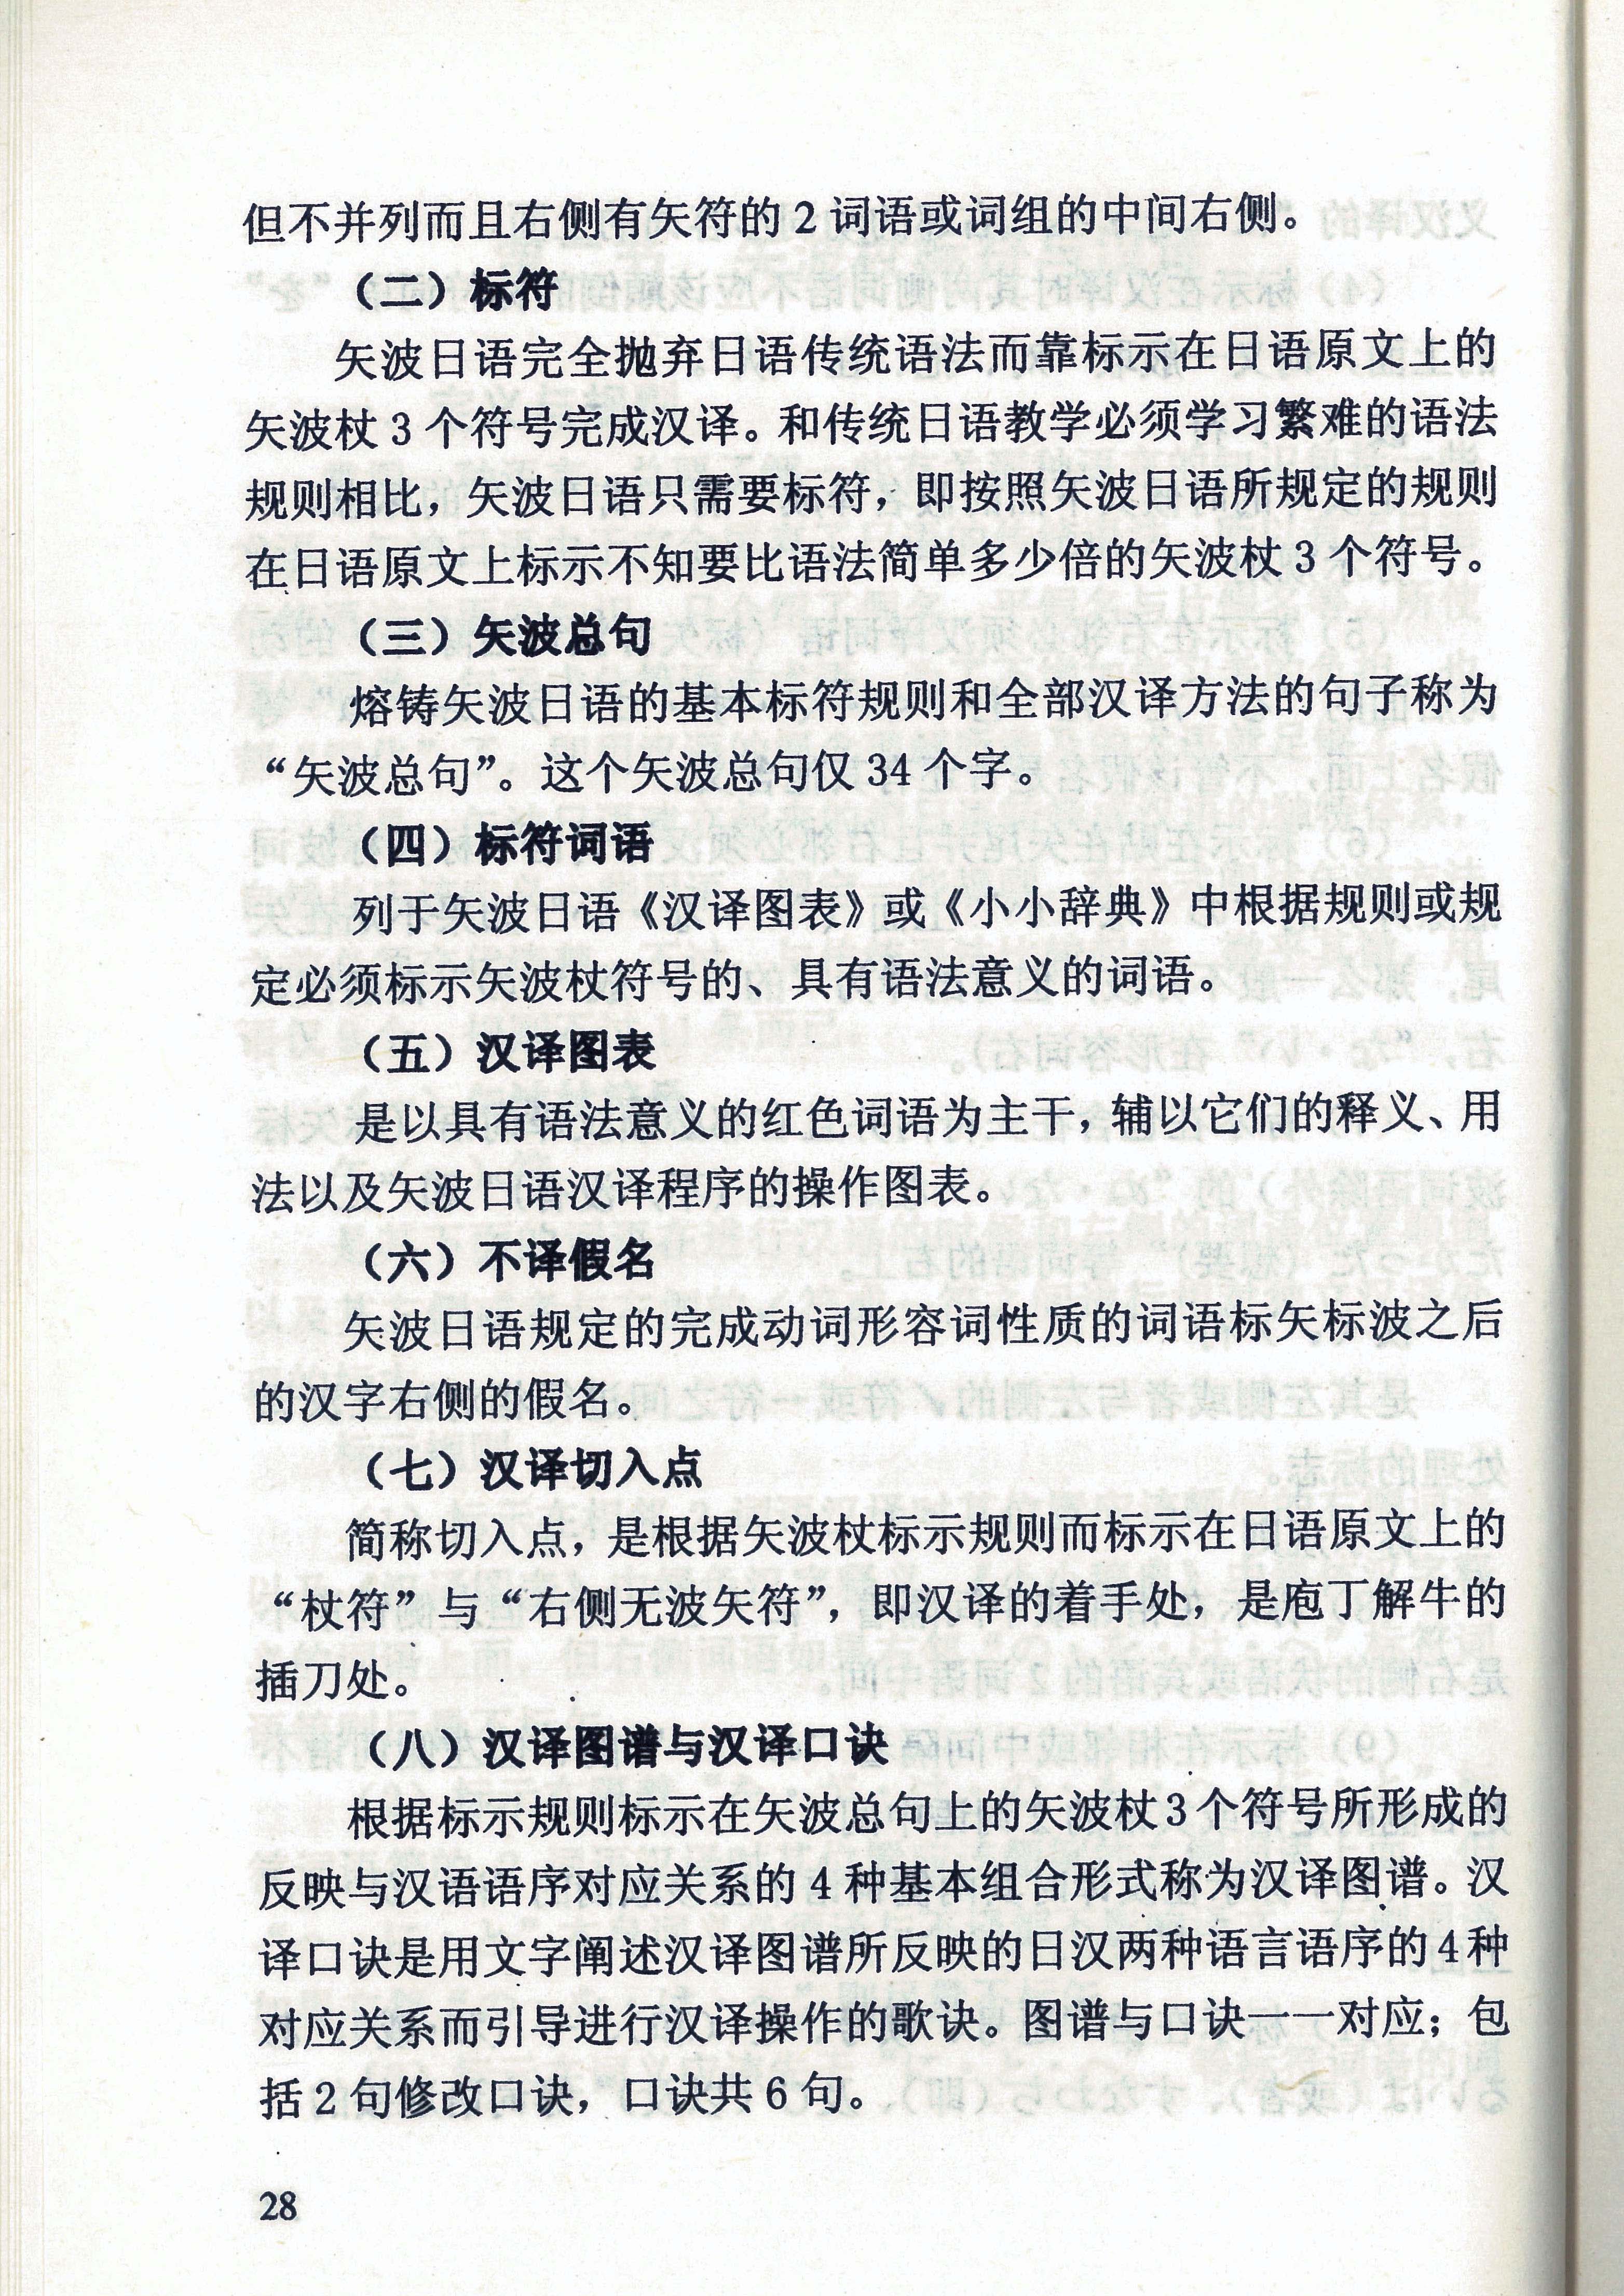 但不并列而且右侧有矢符的 2 词语或词组的中间右侧。
（二）标符
矢波日语完全抛弃日语传统语法而靠标示在日语原文上的
矢波杖 3 个符号完成汉译。和传统日语教学必须学习繁难的语法
规则相比，矢波日语只需要标符，即按照矢波日语所规定的规则
在日语原文上标示不知要比语法简单多少倍的矢波杖 3 个符号。
（三）矢波总句
熔铸矢波日语的基本标符规则和全部汉译方法的句子称为
“矢波总句”。这个矢波总句仅 34 个字。
（四）标符词语
列于矢波日语《汉译图表》或《小小辞典》中根据规则或规
定必须标示矢波杖符号的、具有语法意义的词语。
（五）汉译图表
是以具有语法意义的红色词语为主干，辅以它们的释义、用
法以及矢波日语汉译程序的操作图表。
（六）不译假名
矢波日语规定的完成动词形容词性质的词语标矢标波之后
的汉字右侧的假名。
（七）汉译切入点
简称切入点，是根据矢波杖标示规则而标示在日语原文上的
“杖符”与“右侧无波矢符”，即汉译的着手处，是庖丁解牛的
插刀处。
（八）汉译图谱与汉译口诀
根据标示规则标示在矢波总句上的矢波杖 3 个符号所形成的
反映与汉语语序对应关系的 4 种基本组合形式称为汉译图谱。汉
译口诀是用文字阐述汉译图谱所反映的日汉两种语言语序的 4 种
对应关系而引导进行汉译操作的歌诀。图谱与口诀一一对应；包
括 2 句修改口诀，口诀共 6 句。
28